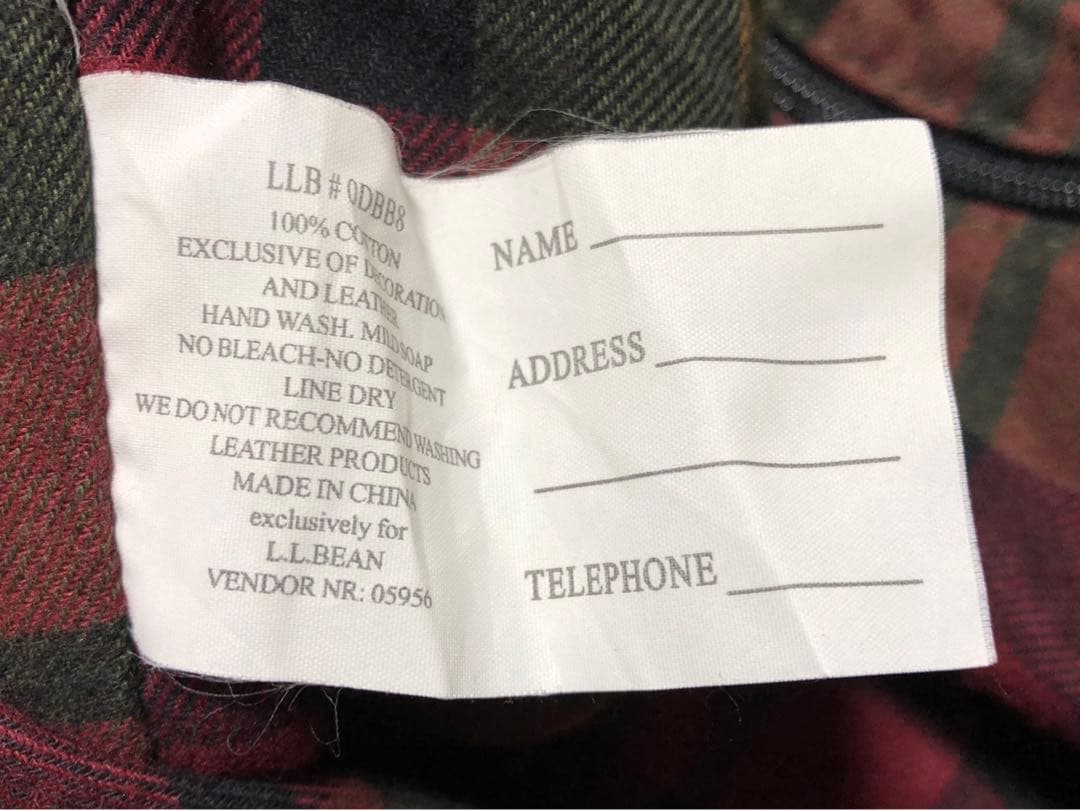 LLB # 0DBB8
100% COTTON
EXCLUSIVE OF DECORATION
AND LEATHER
HAND WASH. MILD SOAP
NO BLEACH-NO DETERGENT
LINE DRY
WE DO NOT RECOMMEND WASHING
LEATHER PRODUCTS
MADE IN CHINA
exclusively for
L.L.BEAN
VENDOR NR: 05956
NAME
ADDRESS
TELEPHONE